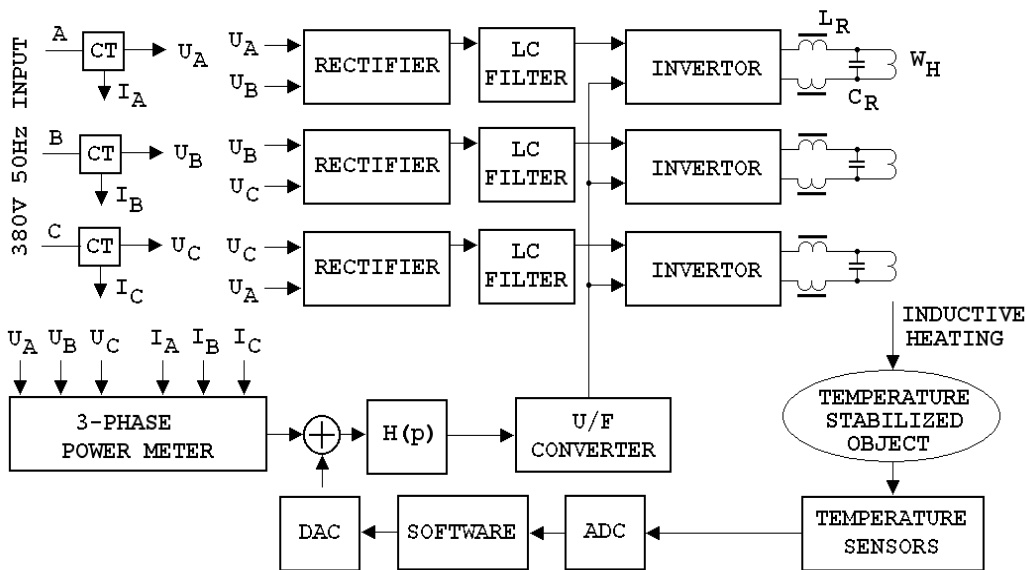 380V 50Hz INPUT
A
CT
U_A
I_A
B
CT
U_B
I_B
C
CT
U_C
I_C
U_A
U_B
RECTIFIER
LC
FILTER
INVERTOR
L_R
C_R
W_H
U_B
U_C
RECTIFIER
LC
FILTER
INVERTOR
U_C
U_A
RECTIFIER
LC
FILTER
INVERTOR
INDUCTIVE
HEATING
U_A U_B U_C I_A I_B I_C
3-PHASE
POWER METER
H(p)
U/F
CONVERTER
TEMPERATURE
STABILIZED
OBJECT
DAC
SOFTWARE
ADC
TEMPERATURE
SENSORS